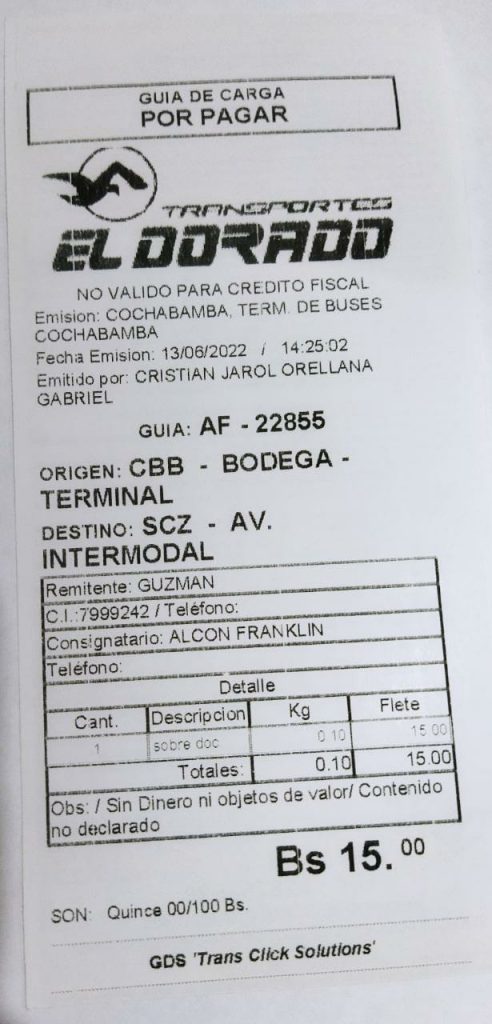 GUIA DE CARGA
POR PAGAR
TRANSPORTES
EL DORADO
NO VALIDO PARA CREDITO FISCAL
Emision: COCHABAMBA, TERM. DE BUSES
COCHABAMBA
Fecha Emision: 13/06/2022 / 14:25:02
Emitido por: CRISTIAN JAROL ORELLANA
GABRIEL
GUIA: AF - 22855
ORIGEN: CBB - BODEGA -
TERMINAL
DESTINO: SCZ - AV.
INTERMODAL
Remitente: GUZMAN
C.I.:7999242 / Teléfono:
Consignatario: ALCON FRANKLIN
Teléfono:
Detalle
Cant. Descripcion Kg Flete
1 sobre doc 0.10 15.00
Totales: 0.10 15.00
Obs: / Sin Dinero ni objetos de valor/ Contenido
no declarado
Bs 15.00
SON: Quince 00/100 Bs.
GDS 'Trans Click Solutions'